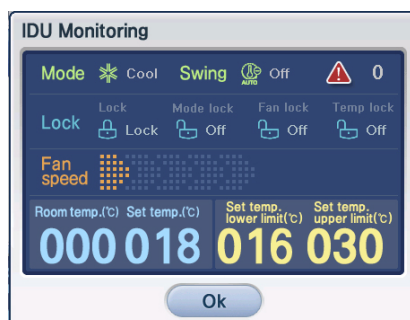 IDU Monitoring
Mode Cool Swing AUTO Off 0
Lock Mode lock Fan lock Temp lock
Lock Lock Off Off Off
Fan speed
Room temp.(℃) Set temp.(℃) Set temp. lower limit(℃) Set temp. upper limit(℃)
000 018 016 030
Ok